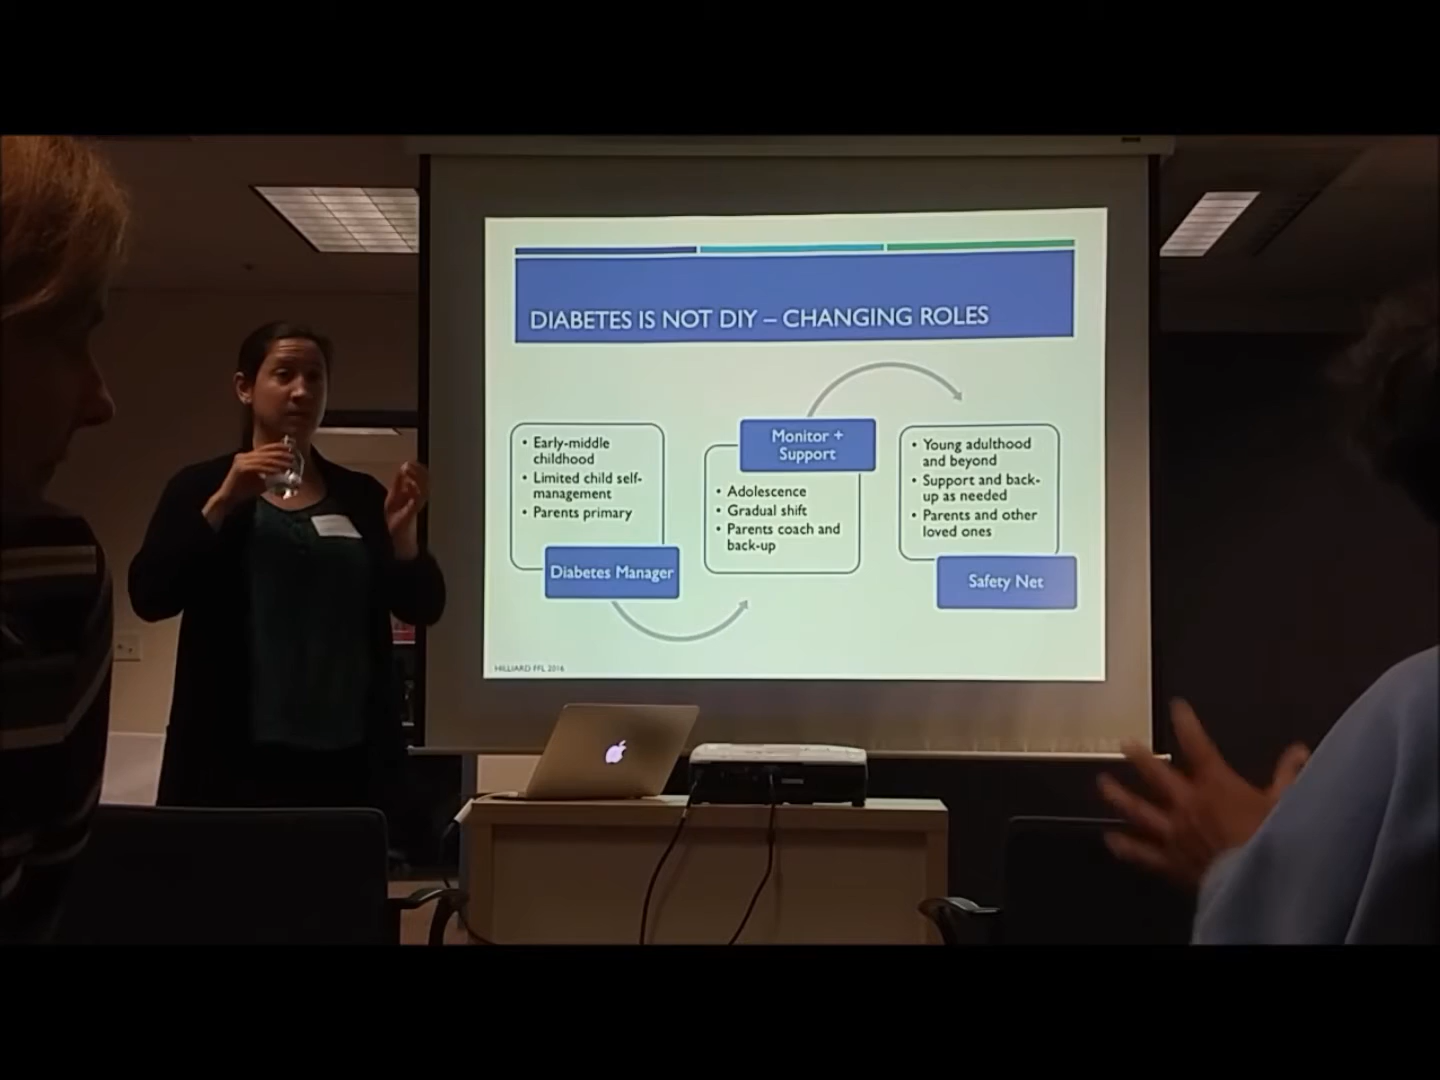 DIABETES IS NOT DIY – CHANGING ROLES
• Early-middle
childhood
• Limited child self-
management
• Parents primary
Diabetes Manager
Monitor +
Support
• Adolescence
• Gradual shift
• Parents coach and
back-up
• Young adulthood
and beyond
• Support and back-
up as needed
• Parents and other
loved ones
Safety Net
HILLIARD FFL 2016